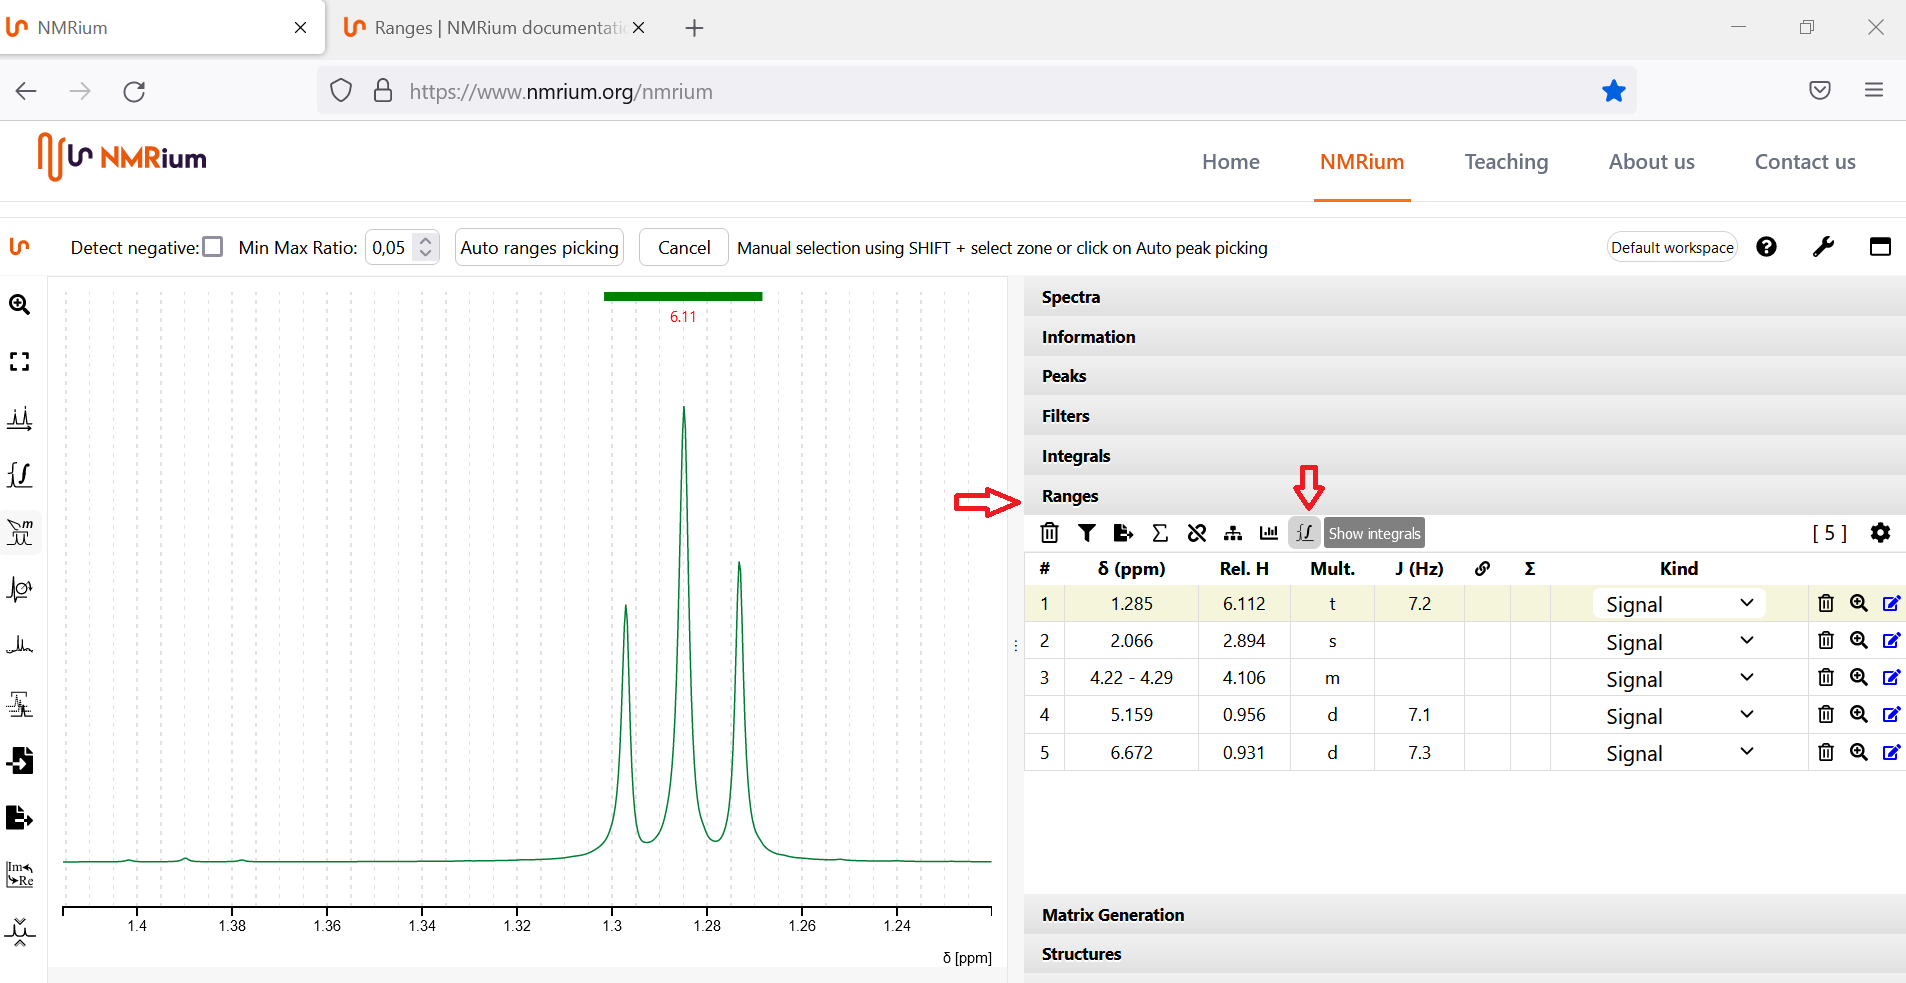 NMRium
Ranges | NMRium documentati
https://www.nmrium.org/nmrium
NMRium
Home
NMRium
Teaching
About us
Contact us
Detect negative:
Min Max Ratio:
0,05
Auto ranges picking
Cancel
Manual selection using SHIFT + select zone or click on Auto peak picking
Default workspace
6.11
1.4 1.38 1.36 1.34 1.32 1.3 1.28 1.26 1.24
δ [ppm]
m
Im
Re
Spectra
Information
Peaks
Filters
Integrals
Ranges
Show integrals
[ 5 ]
# δ (ppm) Rel. H Mult. J (Hz) Σ Kind
1 1.285 6.112 t 7.2 Signal
2 2.066 2.894 s Signal
3 4.22 - 4.29 4.106 m Signal
4 5.159 0.956 d 7.1 Signal
5 6.672 0.931 d 7.3 Signal
Matrix Generation
Structures